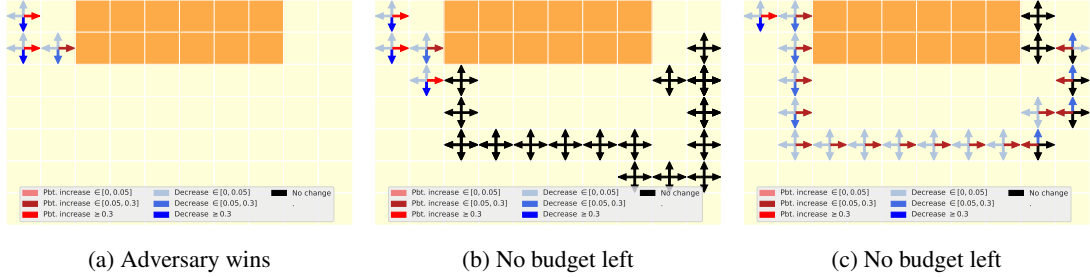 Pbt. increase ∈[0, 0.05] Decrease ∈[0, 0.05] No change
Pbt. increase ∈[0.05, 0.3] Decrease ∈[0.05, 0.3] .
Pbt. increase ≥ 0.3 Decrease ≥ 0.3
Pbt. increase ∈[0, 0.05] Decrease ∈[0, 0.05] No change
Pbt. increase ∈[0.05, 0.3] Decrease ∈[0.05, 0.3] .
Pbt. increase ≥ 0.3 Decrease ≥ 0.3
Pbt. increase ∈[0, 0.05] Decrease ∈[0, 0.05] No change
Pbt. increase ∈[0.05, 0.3] Decrease ∈[0.05, 0.3] .
Pbt. increase ≥ 0.3 Decrease ≥ 0.3
(a) Adversary wins
(b) No budget left
(c) No budget left